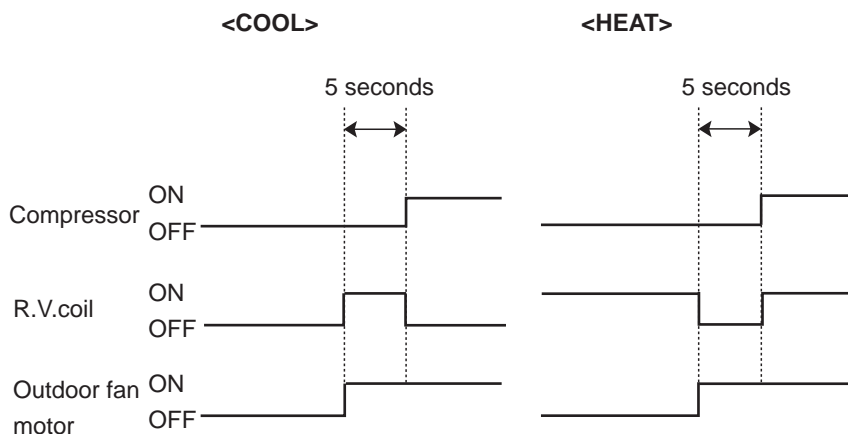 <COOL> <HEAT>
5 seconds 5 seconds
Compressor ON
OFF
R.V.coil ON
OFF
Outdoor fan motor ON
OFF